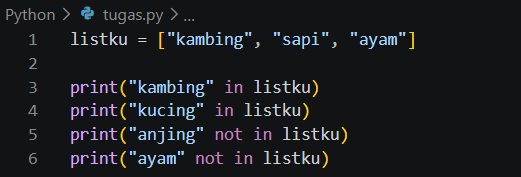 Python > tugas.py > ...
1 listku = ["kambing", "sapi", "ayam"]
2
3 print("kambing" in listku)
4 print("kucing" in listku)
5 print("anjing" not in listku)
6 print("ayam" not in listku)